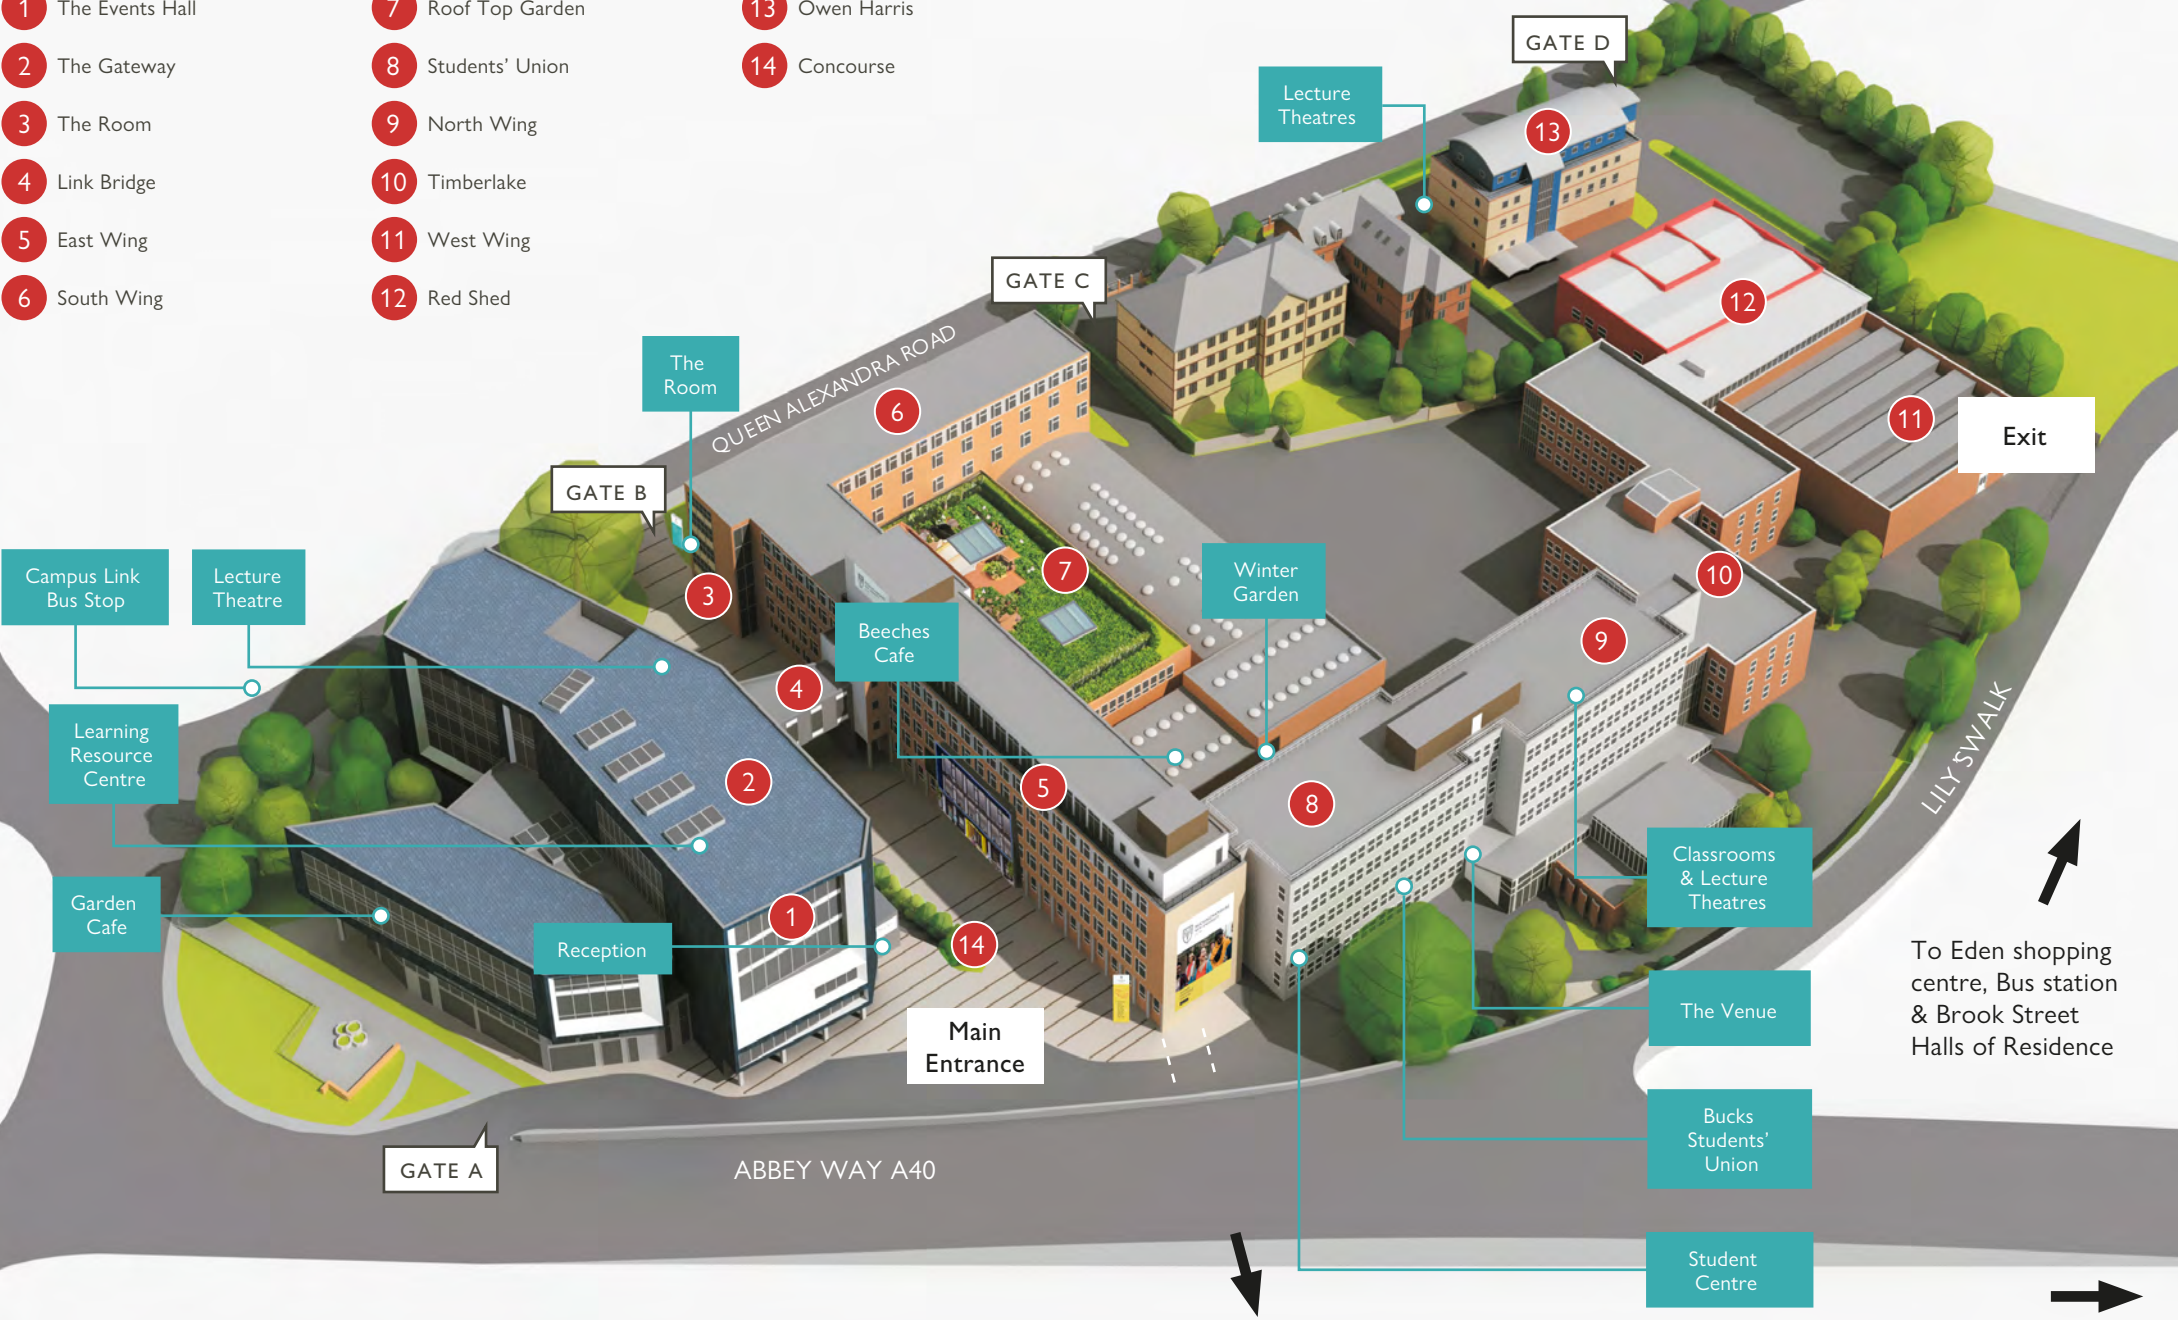 1 The Events Hall
2 The Gateway
3 The Room
4 Link Bridge
5 East Wing
6 South Wing
7 Roof Top Garden
8 Students' Union
9 North Wing
10 Timberlake
11 West Wing
12 Red Shed
13 Owen Harris
14 Concourse
GATE D
Lecture
Theatres
13
GATE C
12
The
Room
QUEEN ALEXANDRA ROAD
6
11
Exit
GATE B
Campus Link
Bus Stop
Lecture
Theatre
3
7
Winter
Garden
10
Beeches
Cafe
9
4
Learning
Resource
Centre
2
5
8
LILY'S WALK
Classrooms
& Lecture
Theatres
Garden
Cafe
Reception
1
14
To Eden shopping
centre, Bus station
& Brook Street
Halls of Residence
The Venue
Main
Entrance
Bucks
Students'
Union
GATE A
ABBEY WAY A40
Student
Centre